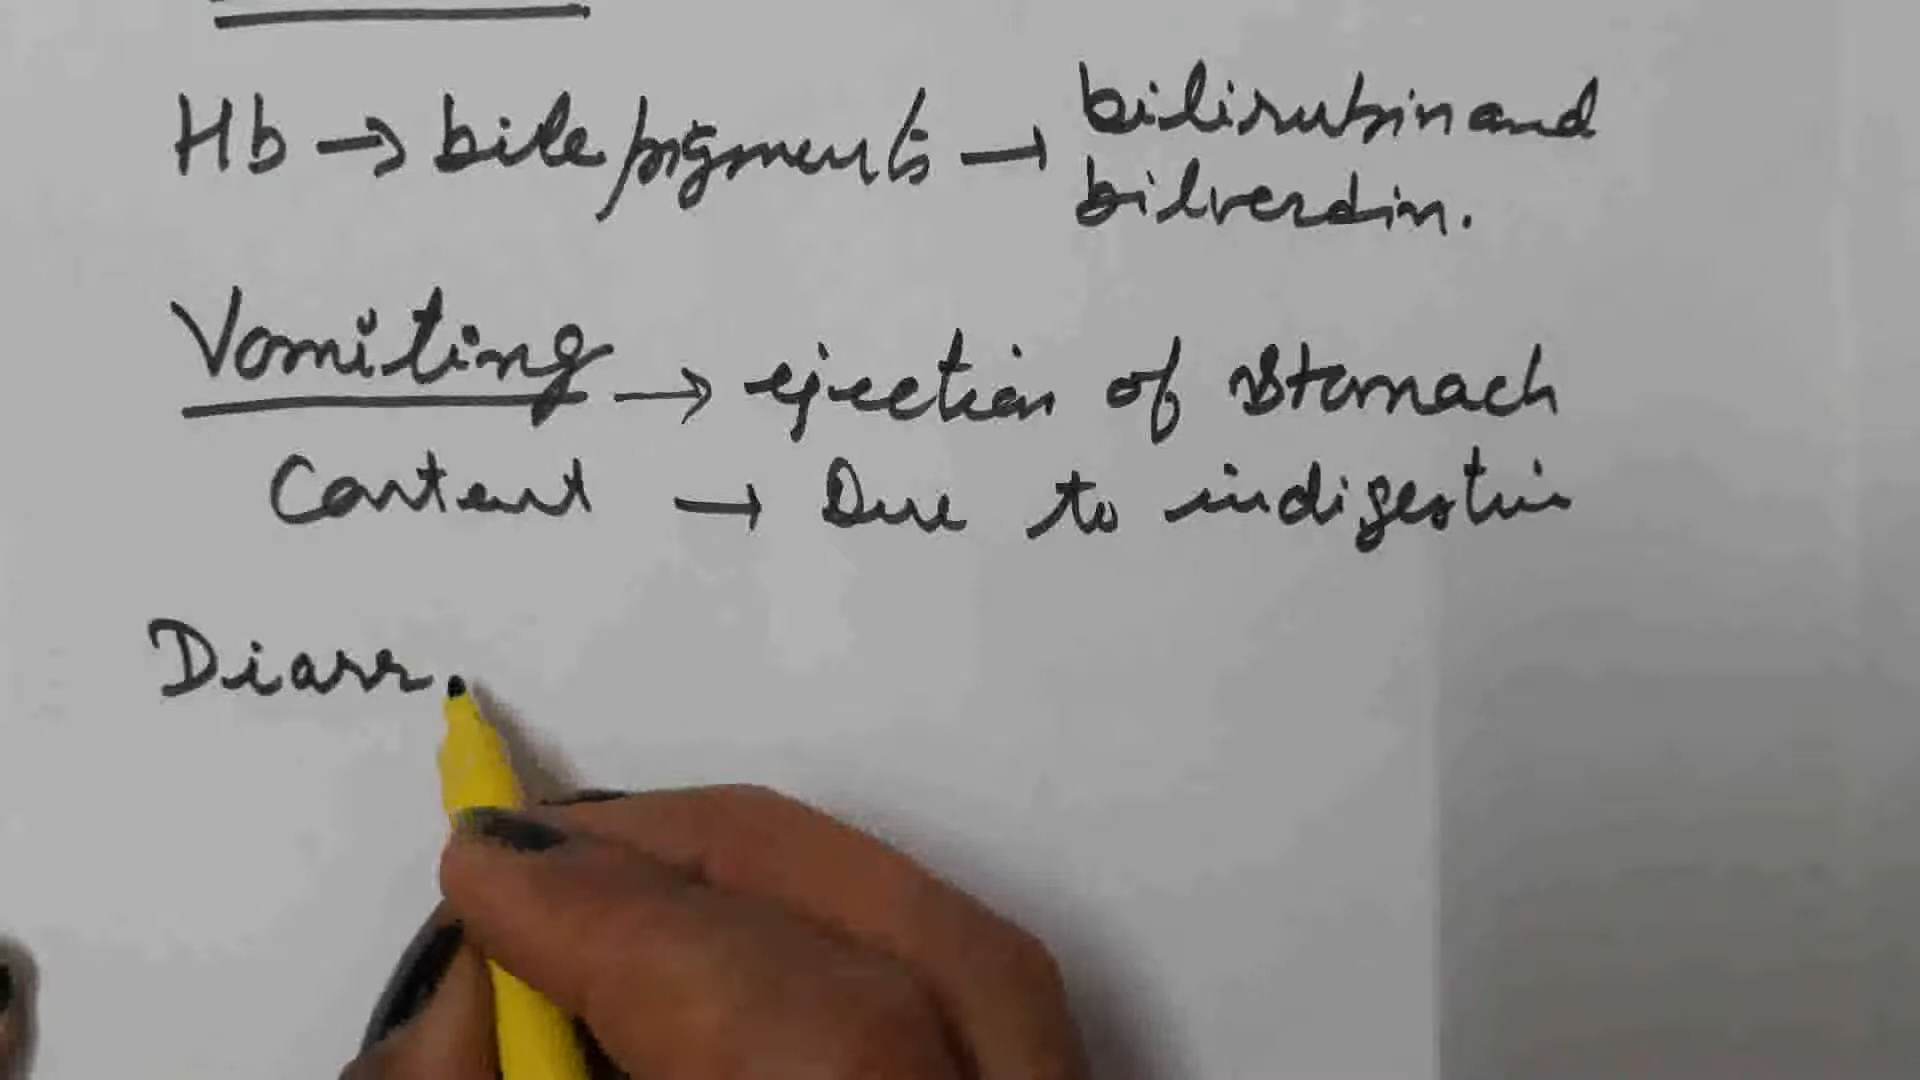 Hb → bile pigments → bilirubin and
bilverdin.
Vomiting → ejection of stomach
Content → Due to indigestion
Diarr